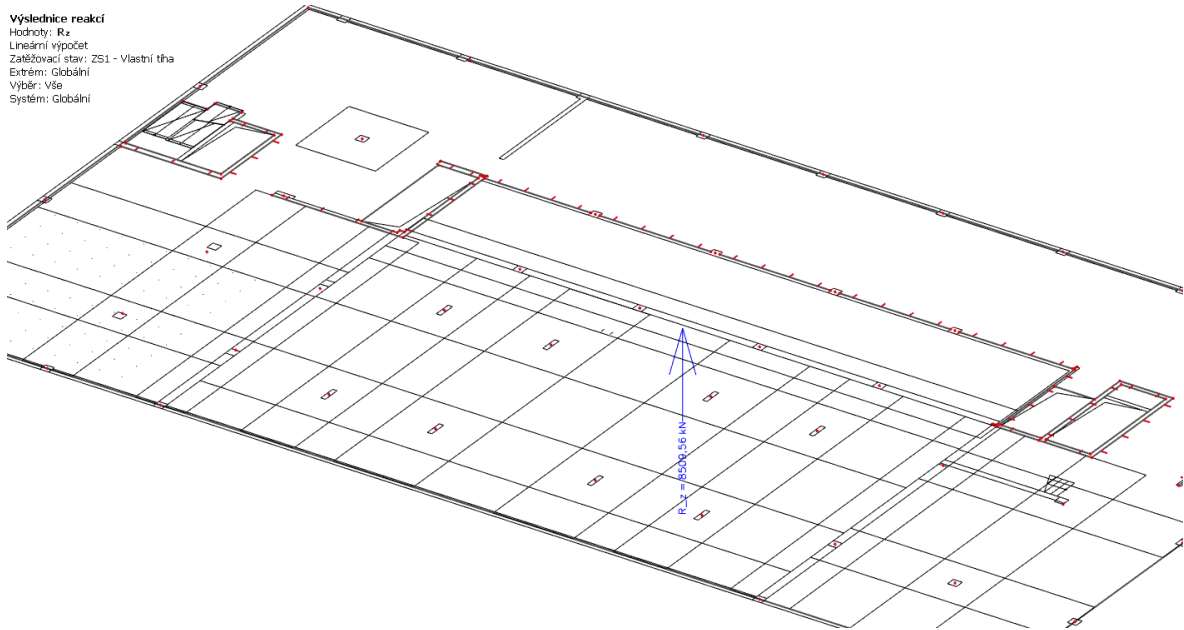 Výslednice reakcí
Hodnoty: Rz
Lineární výpočet
Zatěžovací stav: ZS1 - Vlastní tíha
Extrém: Globální
Výběr: Vše
Systém: Globální
R_z = 8509,56 kN